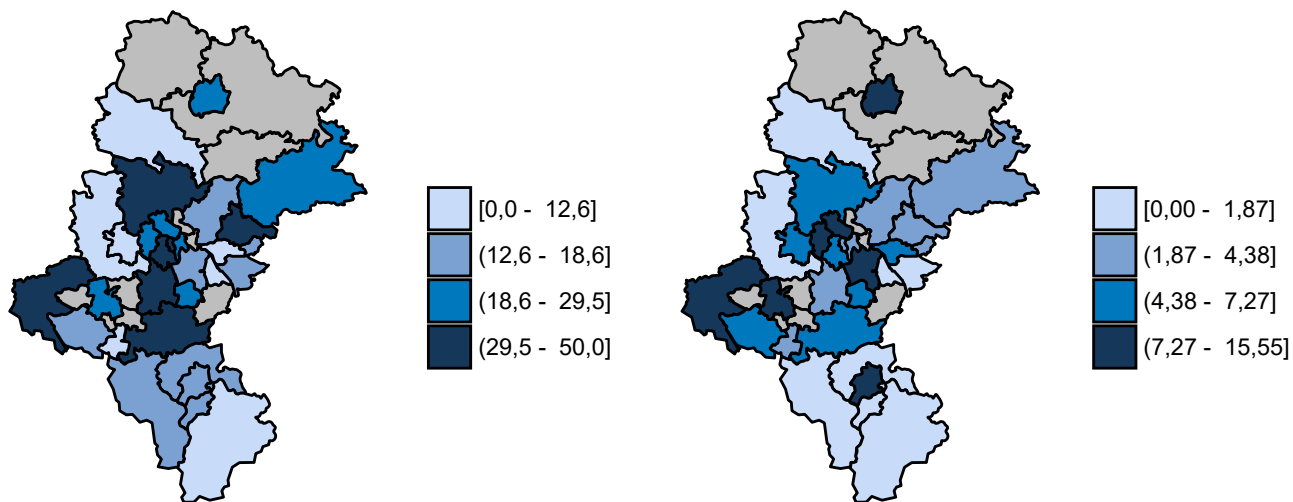 [0,0 - 12,6]
(12,6 - 18,6]
(18,6 - 29,5]
(29,5 - 50,0]
[0,00 - 1,87]
(1,87 - 4,38]
(4,38 - 7,27]
(7,27 - 15,55]